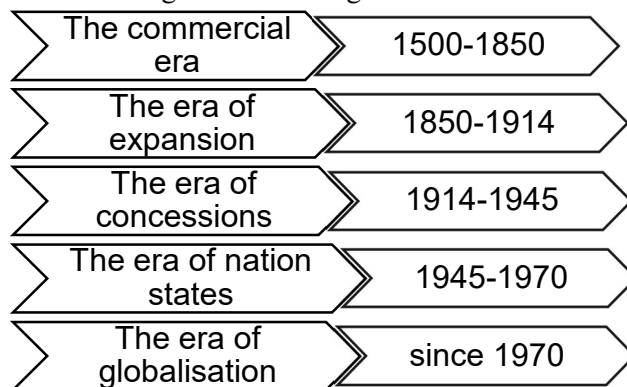 The commercial
era
1500-1850
The era of
expansion
1850-1914
The era of
concessions
1914-1945
The era of nation
states
1945-1970
The era of
globalisation
since 1970